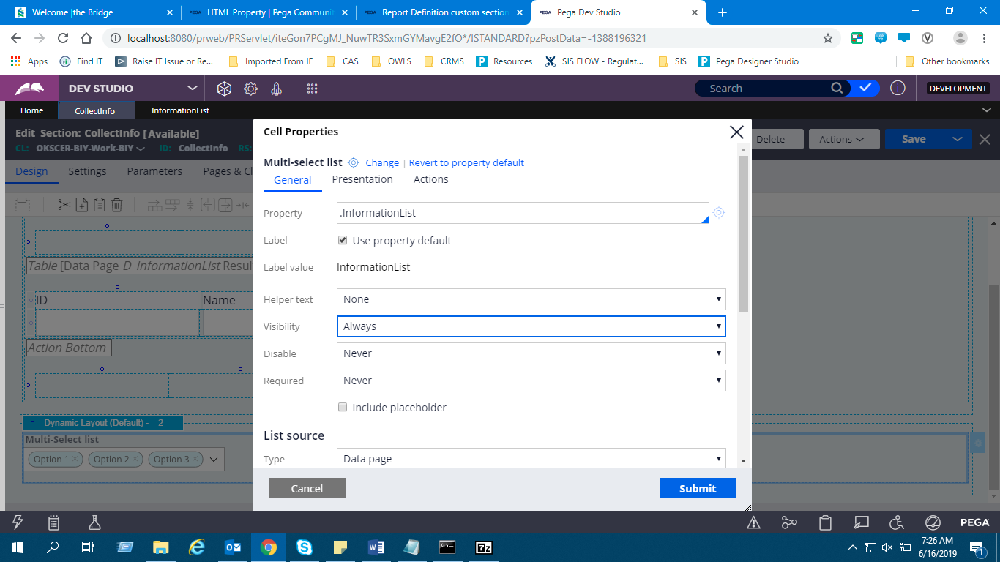 Welcome |the Bridge
PEGA HTML Property | Pega Communit
PEGA Report Definition custom section
PEGA Pega Dev Studio
localhost:8080/prweb/PRServlet/iteGon7PCgMJ_NuwTR3SxmGYMavgE2fO*/!STANDARD?pzPostData=-1388196321
Apps Find IT Raise IT Issue or Re... Imported From IE CAS OWLS CRMS Resources SIS FLOW - Regulat... SIS Pega Designer Studio Other bookmarks
DEV STUDIO Search DEVELOPMENT
Home CollectInfo InformationList
Edit Section: CollectInfo [Available]
CL: OKSCER-BIY-Work-BIY ID: CollectInfo RS:
Delete Actions Save
Design Settings Parameters Pages & Cl
Table [Data Page D_InformationList Result
ID Name
Action Bottom
Dynamic Layout (Default) - 2
Multi-Select list
Option 1 × Option 2 × Option 3 ×
Cell Properties
Multi-select list Change | Revert to property default
General Presentation Actions
Property .InformationList
Label Use property default
Label value InformationList
Helper text None
Visibility Always
Disable Never
Required Never
Include placeholder
List source
Type Data page
Cancel Submit
PEGA
7:26 AM
6/16/2019
1